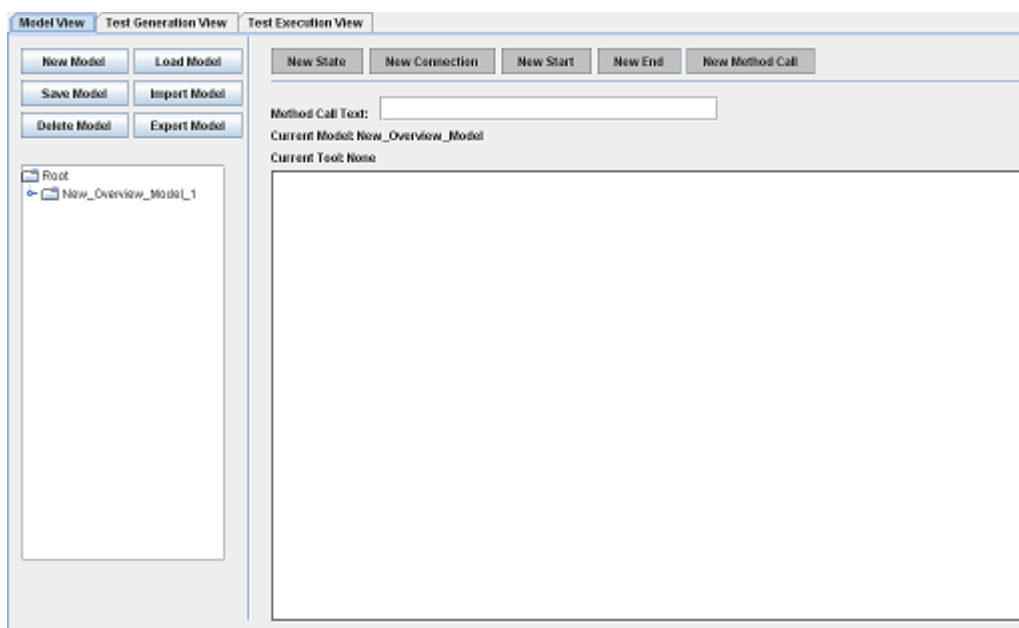 Model View Test Generation View Test Execution View
New Model Load Model
Save Model Import Model
Delete Model Export Model
Root
New_Overview_Model_1
New State New Connection New Start New End New Method Call
Method Call Text:
Current Model: New_Overview_Model
Current Tool: None